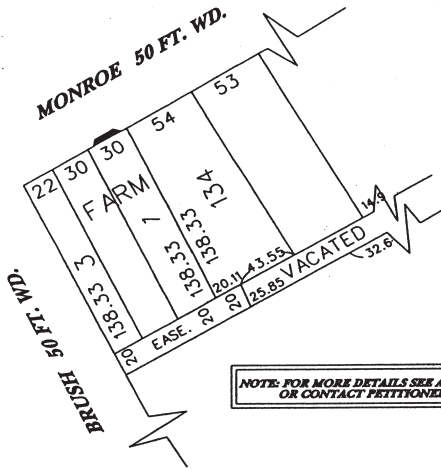 MONROE 50 FT. WD.
22 30 30 54 53
FARM
138.33 3
138.33 7
138.33
134
20.11 43.55
14.9
20 EASE. 20 20 25.85 VACATED
32.6
BRUSH 50 FT. WD.
NOTE: FOR MORE DETAILS SEE A
OR CONTACT PETITIONE